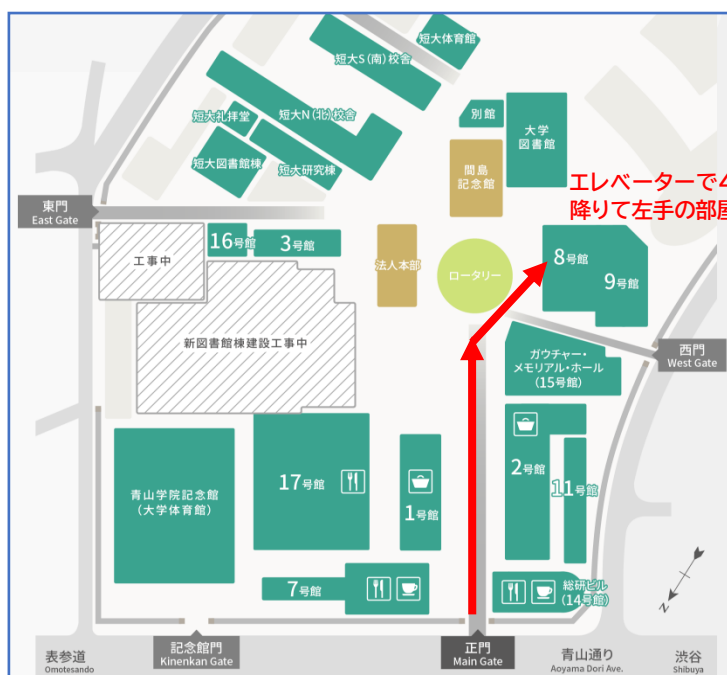 短大体育館
短大S(南)校舎
短大N(北)校舎
短大礼拝堂
短大図書館棟
短大研究棟
別館
大学
図書館
間島
記念館
エレベーターで4
降りて左手の部屋
東門
East Gate
工事中
16号館
3号館
法人本部
ロータリー
8号館
9号館
新図書館棟建設工事中
ガウチャー・
メモリアル・ホール
(15号館)
西門
West Gate
青山学院記念館
(大学体育館)
17号館
1号館
2号館
11号館
7号館
総研ビル
(14号館)
N
表参道
Omotesando
記念館門
Kinenkan Gate
正門
Main Gate
青山通り
Aoyama Dori Ave.
渋谷
Shibuya